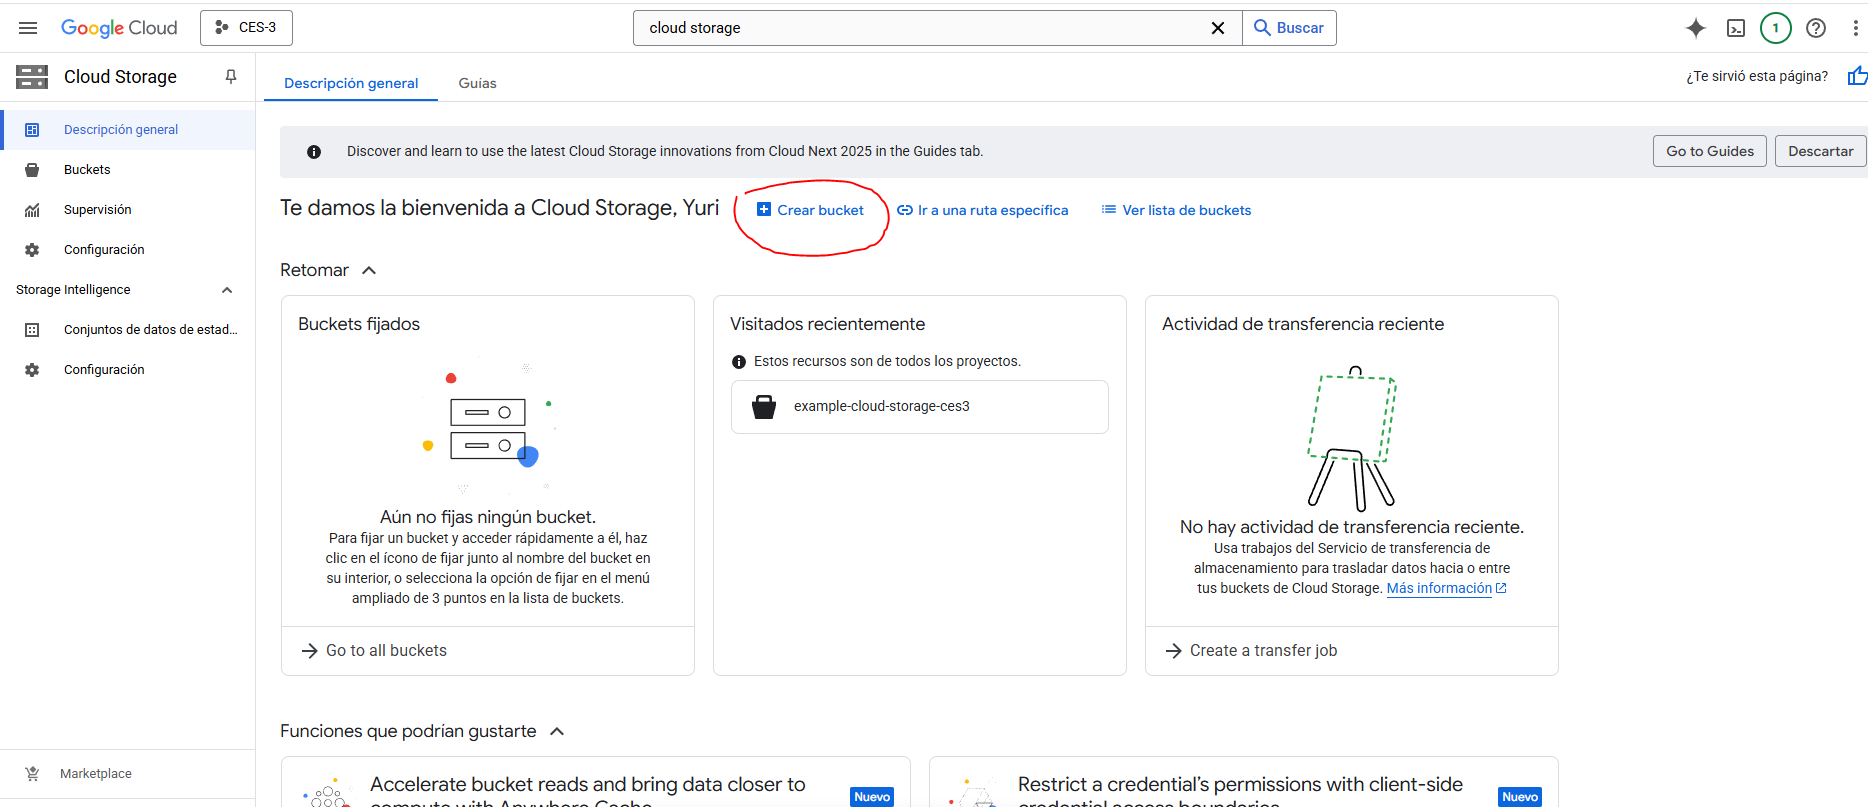 Google Cloud
CES-3
cloud storage
Buscar
1
Cloud Storage
Descripción general
Guías
¿Te sirvió esta página?
Descripción general
Buckets
Supervisión
Configuración
Storage Intelligence
Conjuntos de datos de estad...
Configuración
Marketplace
Discover and learn to use the latest Cloud Storage innovations from Cloud Next 2025 in the Guides tab.
Go to Guides
Descartar
Te damos la bienvenida a Cloud Storage, Yuri
Crear bucket
Ir a una ruta específica
Ver lista de buckets
Retomar
Buckets fijados
Aún no fijas ningún bucket.
Para fijar un bucket y acceder rápidamente a él, haz
clic en el ícono de fijar junto al nombre del bucket en
su interior, o selecciona la opción de fijar en el menú
ampliado de 3 puntos en la lista de buckets.
Go to all buckets
Visitados recientemente
Estos recursos son de todos los proyectos.
example-cloud-storage-ces3
Actividad de transferencia reciente
No hay actividad de transferencia reciente.
Usa trabajos del Servicio de transferencia de
almacenamiento para trasladar datos hacia o entre
tus buckets de Cloud Storage. Más información
Create a transfer job
Funciones que podrían gustarte
Accelerate bucket reads and bring data closer to
compute with Anywhere Cache
Nuevo
Restrict a credential's permissions with client-side
credential access boundaries
Nuevo